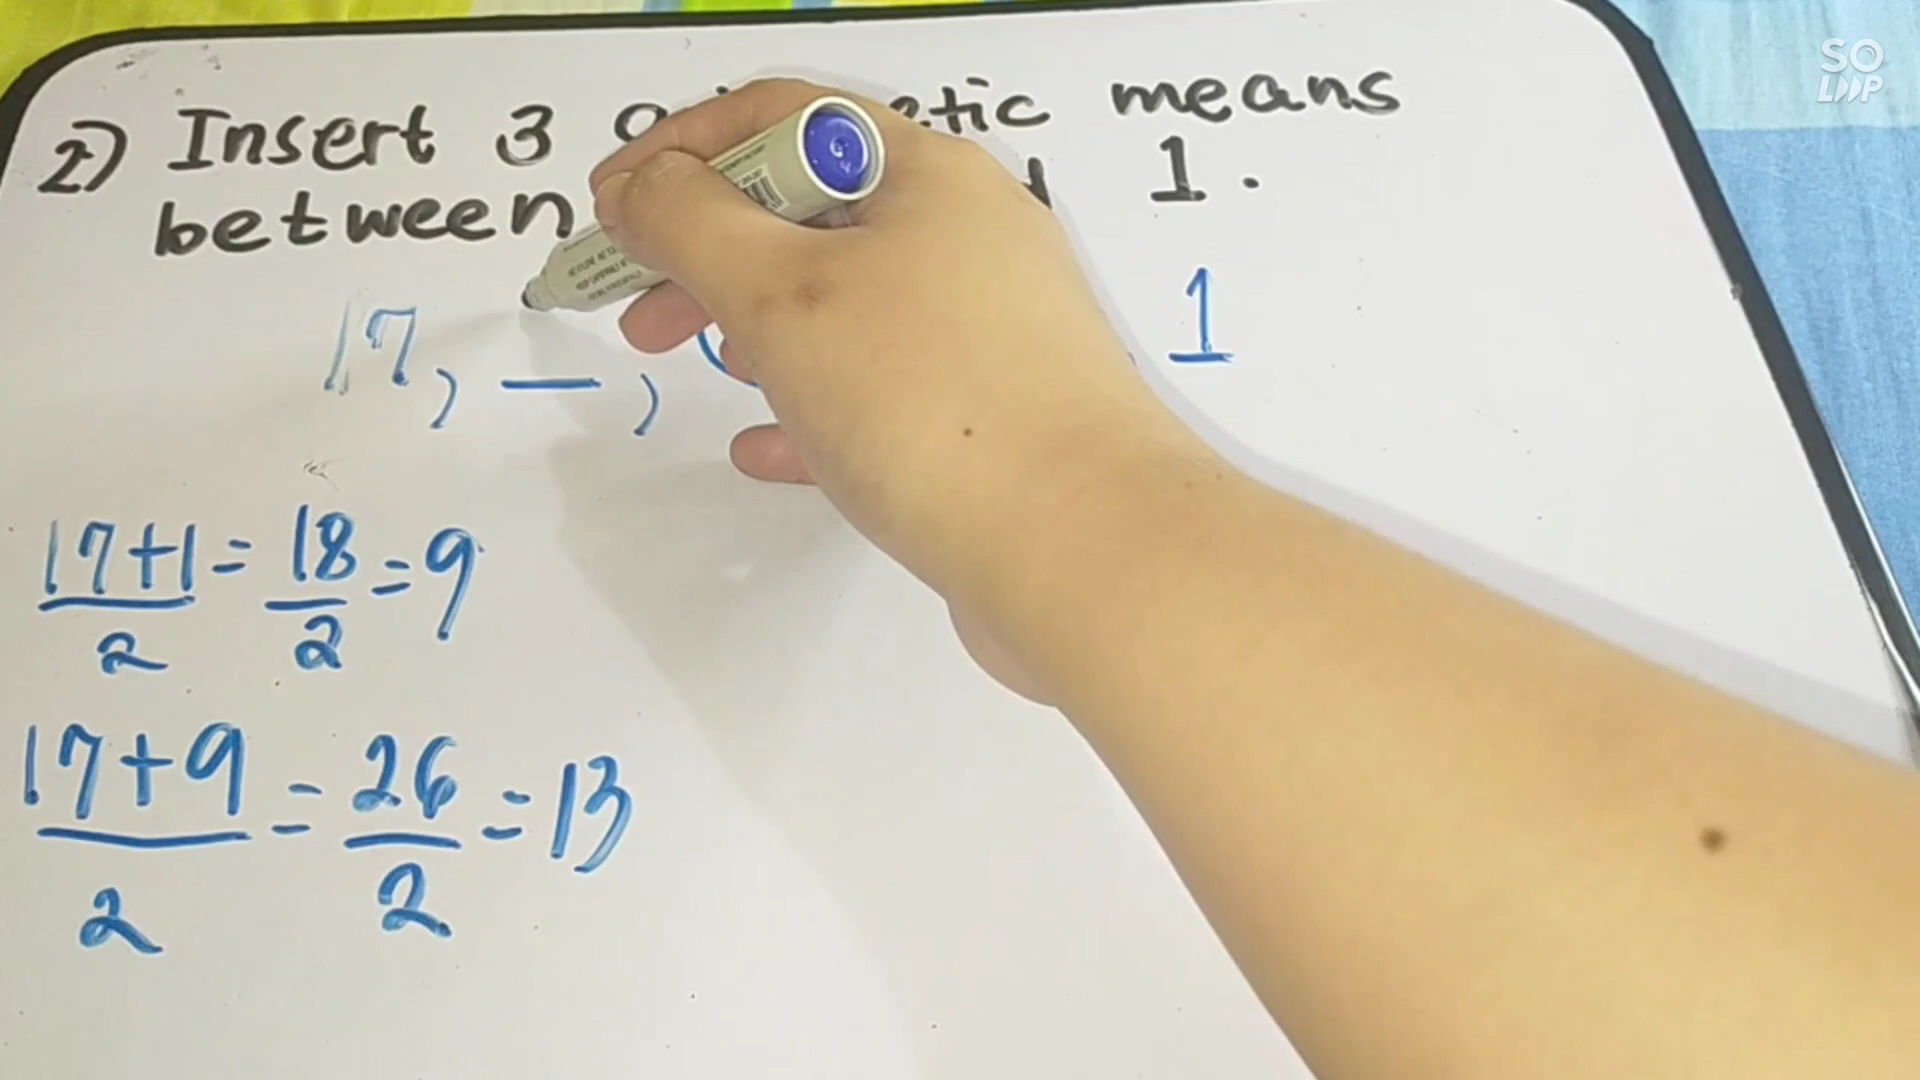 2) Insert 3 means
between 1.
17, _, 1
17+1/2 = 18/2 = 9
17+9/2 = 26/2 = 13
SO
LOOP